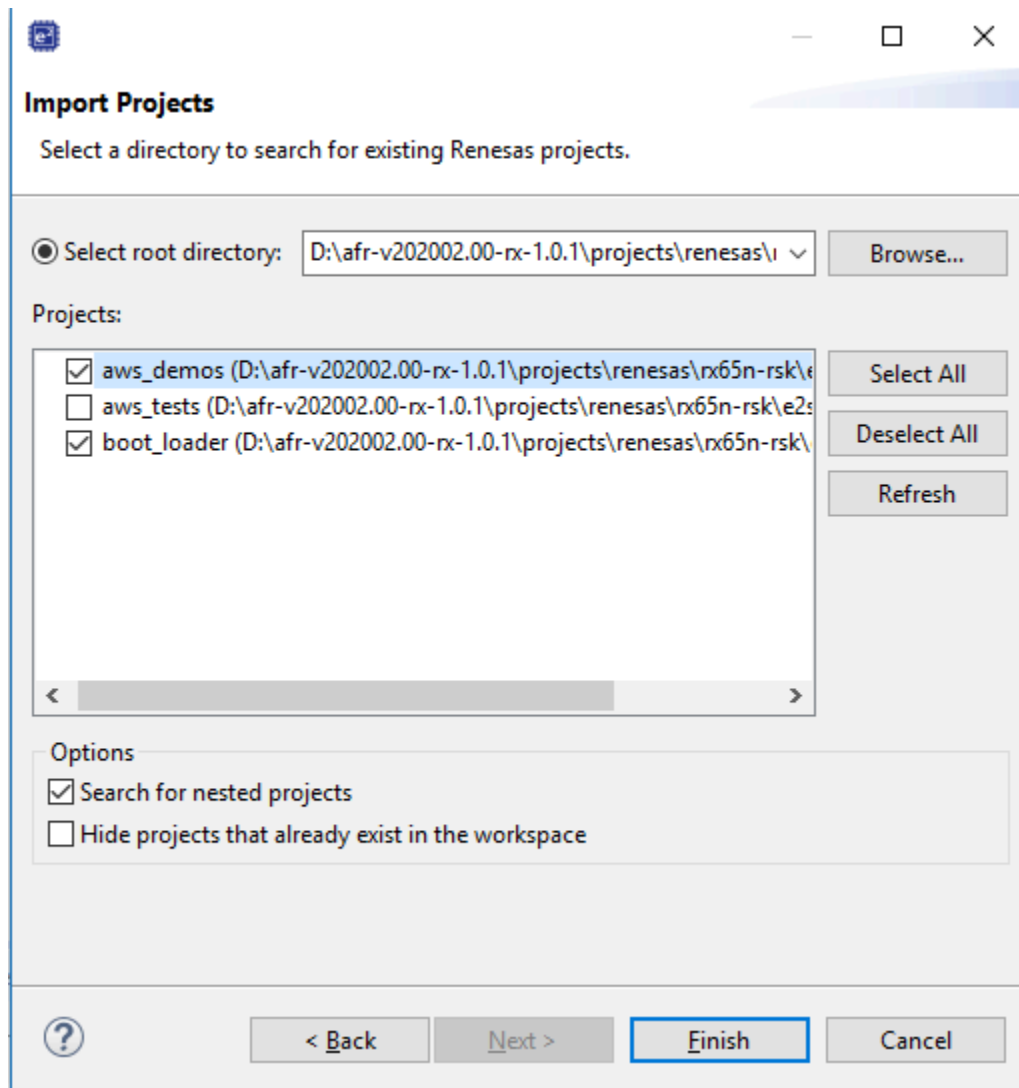 e²
Import Projects
Select a directory to search for existing Renesas projects.
Select root directory: D:\afr-v202002.00-rx-1.0.1\projects\renesas\ Browse...
Projects:
aws_demos (D:\afr-v202002.00-rx-1.0.1\projects\renesas\rx65n-rsk\e Select All
aws_tests (D:\afr-v202002.00-rx-1.0.1\projects\renesas\rx65n-rsk\e2s
boot_loader (D:\afr-v202002.00-rx-1.0.1\projects\renesas\rx65n-rsk\ Deselect All
Refresh
Options
Search for nested projects
Hide projects that already exist in the workspace
? < Back Next > Finish Cancel